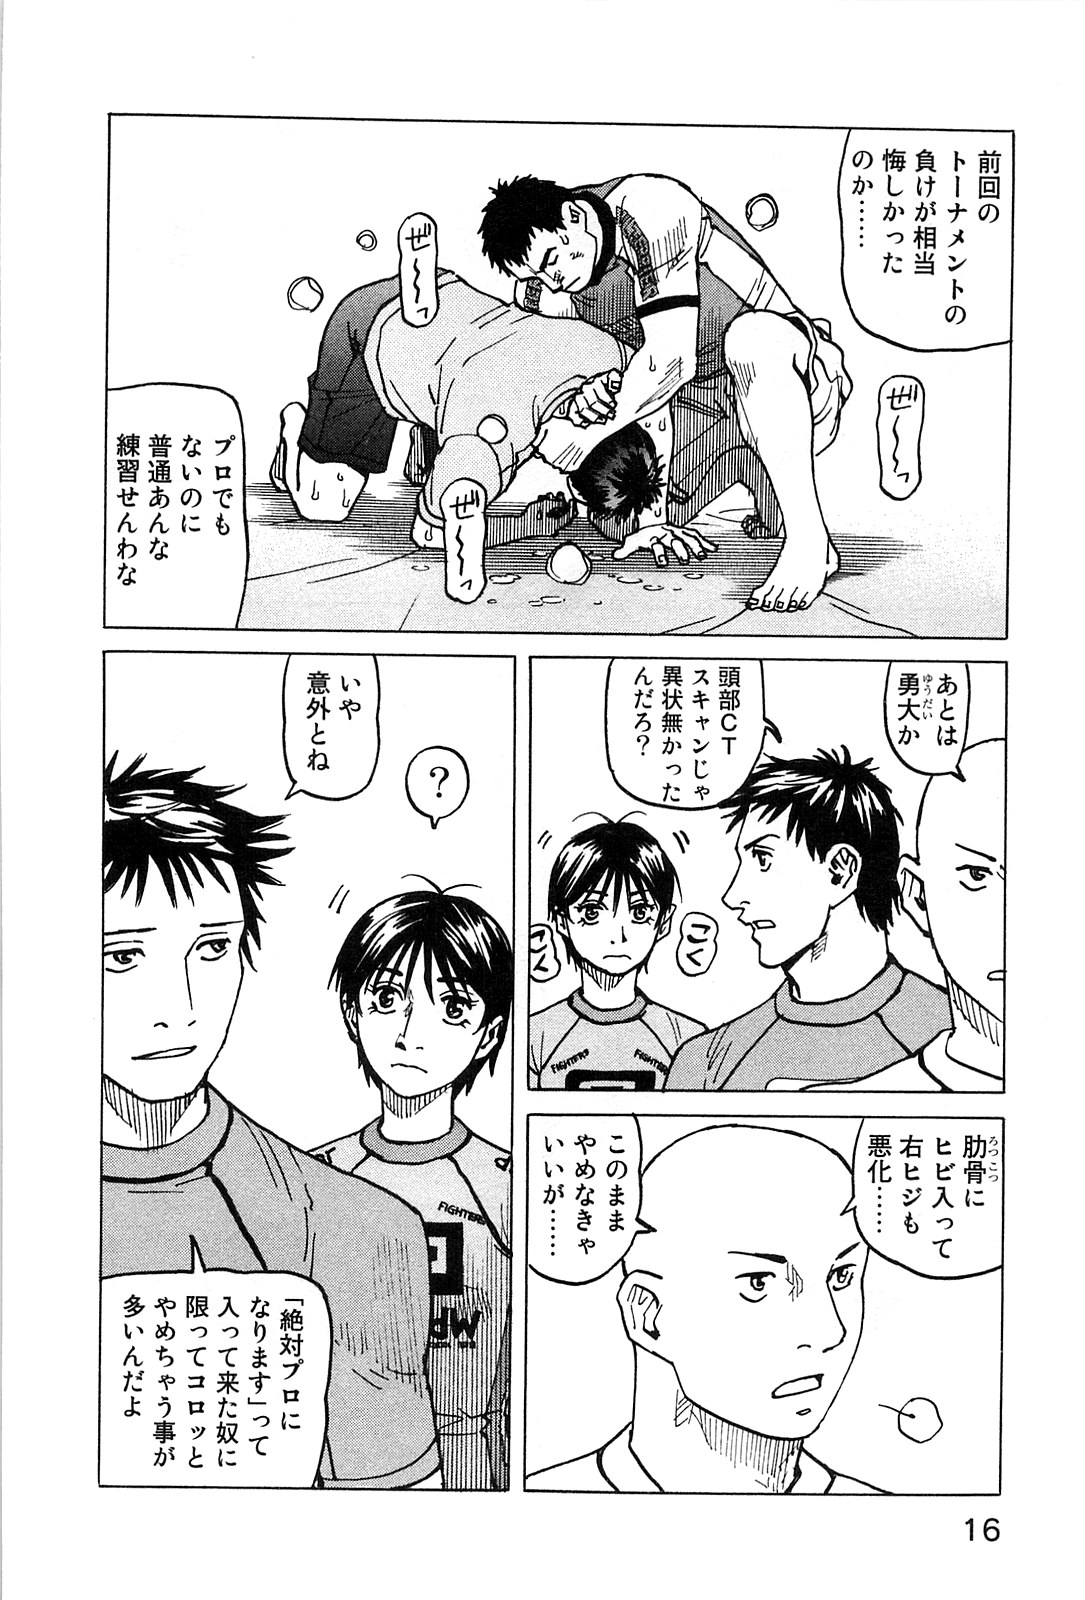 前回の
トーナメントの
負けが相当
悔しかった
のか……
ぜ〜〜っ
ぜ〜〜っ
ぜ〜〜っ
プロでも
ないのに
普通あんな
練習せんわな
あとは
勇大か
ゆうだい
頭部CT
スキャンじゃ
異状無かった
んだろ?
こく
こく
FIGHTERS
FIGHTERS
肋骨に
ろっこつ
ヒビ入って
右ヒジも
悪化……
このまま
やめなきゃ
いいが……
いや
意外とね
?
FIGHTERS
「絶対プロに
なります」って
入って来た奴に
限ってコロッと
やめちゃう事が
多いんだよ
16